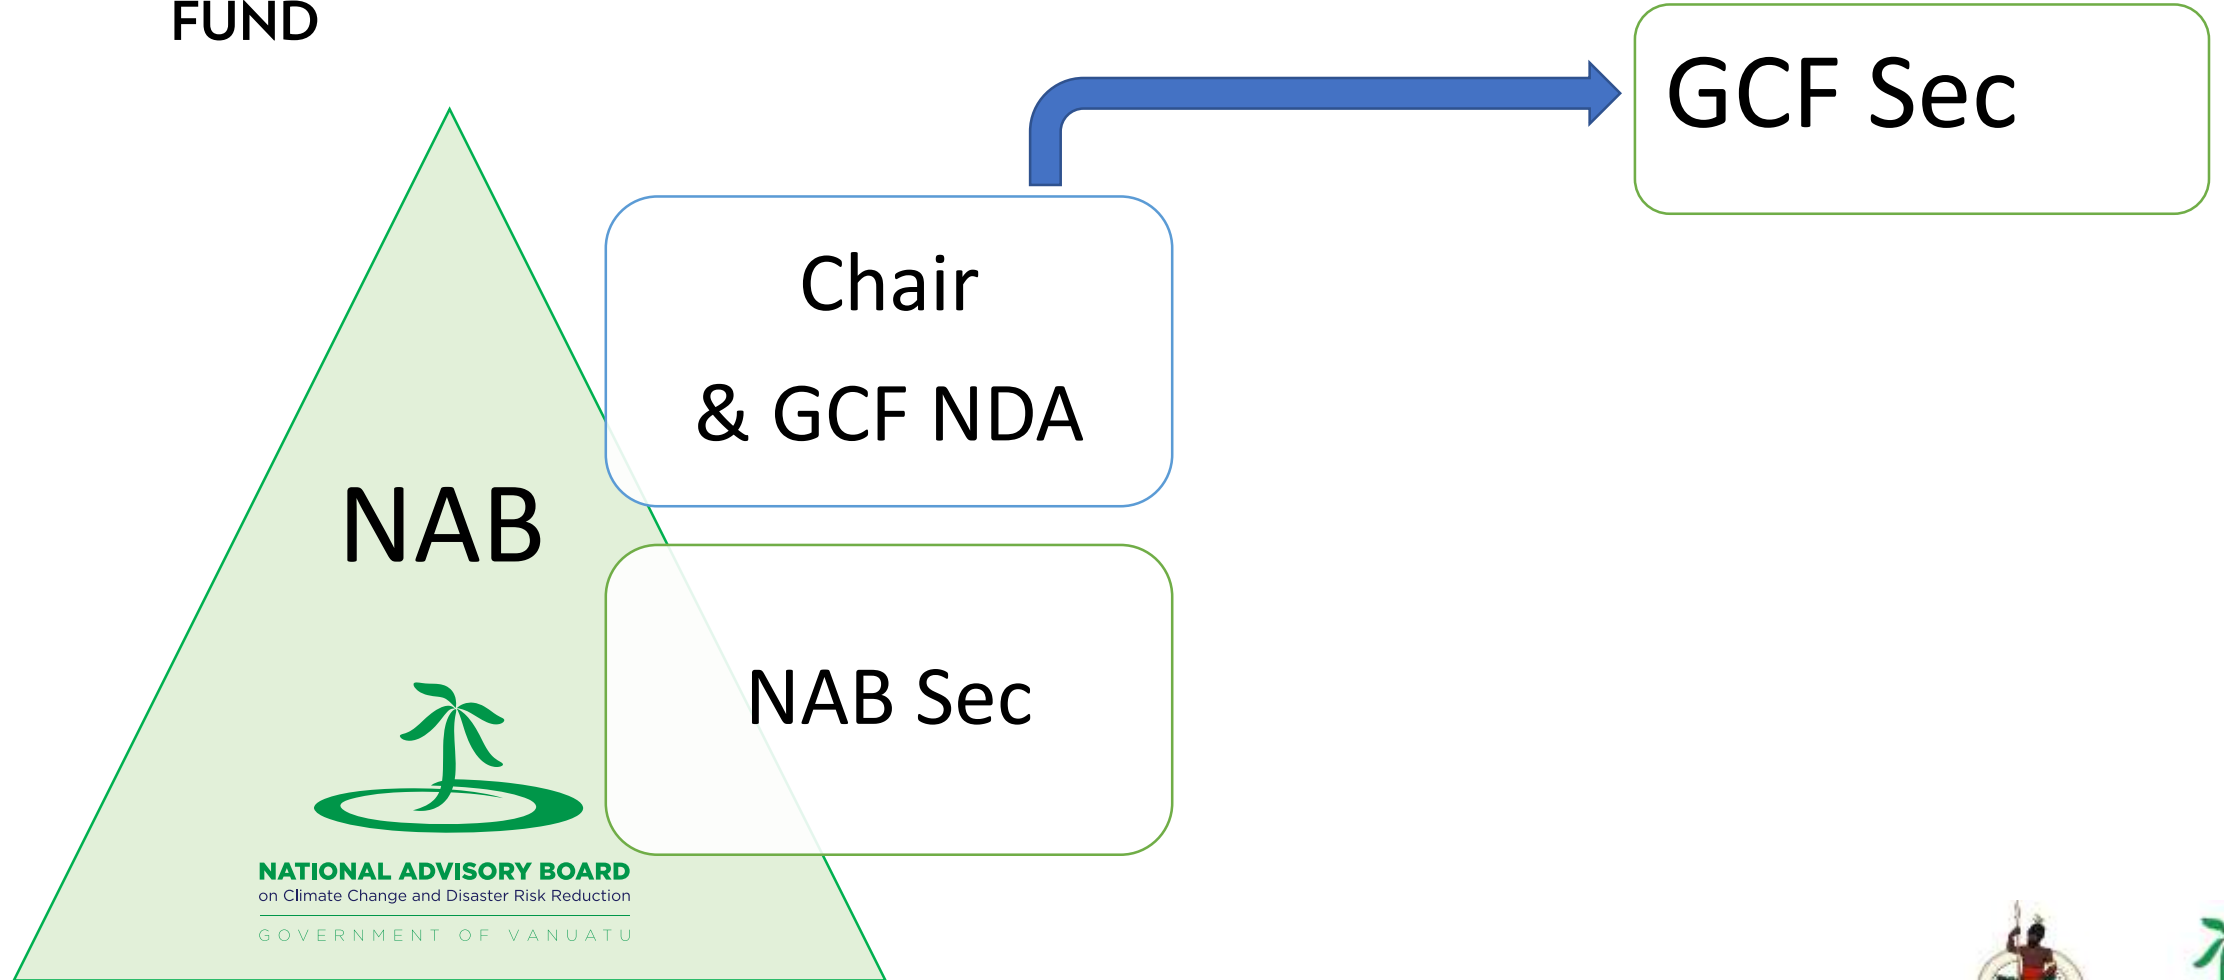 FUND
GCF Sec
Chair
& GCF NDA
NAB
NAB Sec
NATIONAL ADVISORY BOARD
on Climate Change and Disaster Risk Reduction
GOVERNMENT OF VANUATU